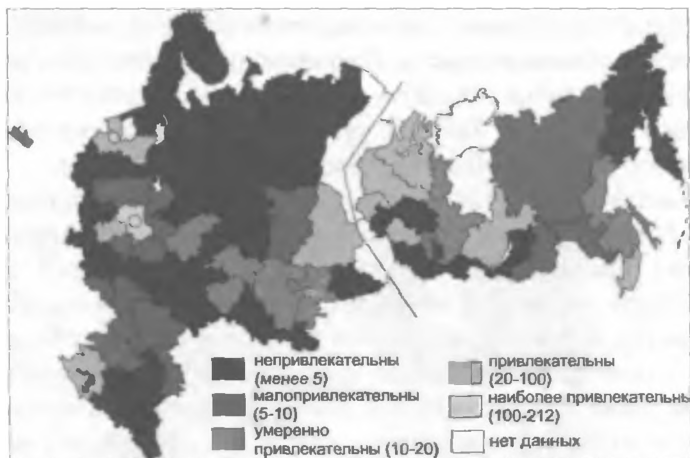 непривлекательны
(менее 5)
малопривлекательны
(5-10)
умеренно
привлекательны (10-20)
привлекательны
(20-100)
наиболее привлекательны
(100-212)
нет данных